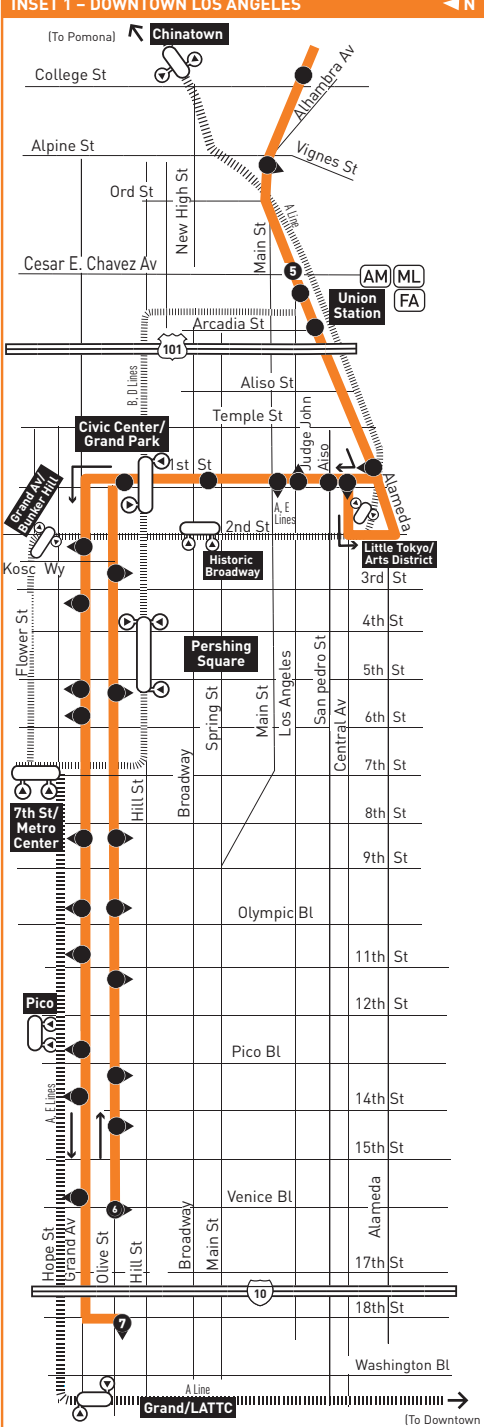 INSET 1 – DOWNTOWN LOS ANGELES
N
(To Pomona)
Chinatown
College St
Alhambra Av
Alpine St
Vignes St
Ord St
New High St
Main St
A Line
Cesar E. Chavez Av
5
AM
ML
FA
Union
Station
Arcadia St
101
B, D Lines
Aliso St
Temple St
Judge John
Aiso
Civic Center/
Grand Park
1st St
Alameda
Grand Av/
Bunker Hill
A, E
Lines
2nd St
Historic
Broadway
Little Tokyo/
Arts District
Kosc Wy
3rd St
Flower St
4th St
Pershing
Square
5th St
Spring St
Main St
Los Angeles
San pedro St
Central Av
6th St
7th St
Hill St
Broadway
7th St/
Metro
Center
8th St
9th St
Olympic Bl
11th St
Pico
12th St
Pico Bl
A, E Lines
14th St
15th St
Venice Bl
6
Hope St
Grand Av
Olive St
Hill St
Broadway
Main St
Alameda
17th St
10
18th St
7
Washington Bl
A Line
Grand/LATTC
(To Downtown